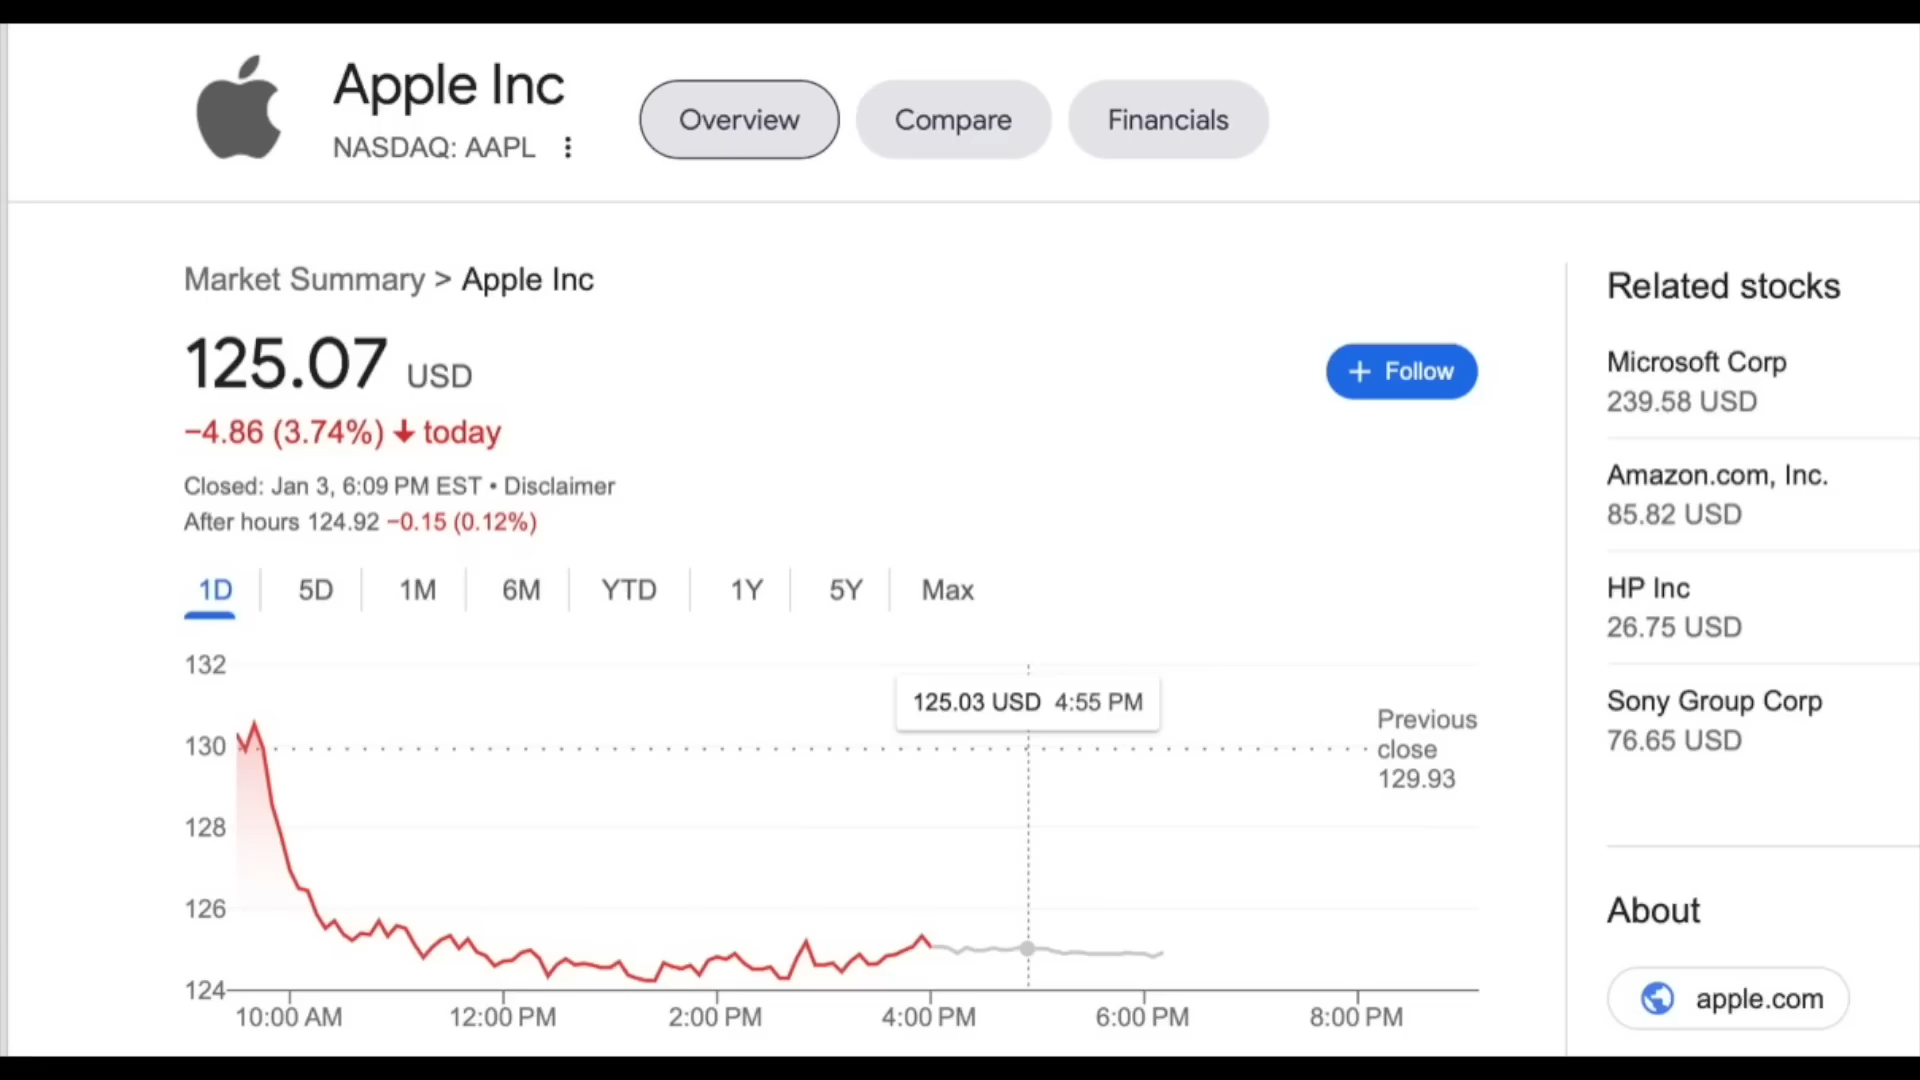 Apple Inc
NASDAQ: AAPL
Overview
Compare
Financials
Market Summary > Apple Inc
125.07 USD
−4.86 (3.74%) ↓ today
Closed: Jan 3, 6:09 PM EST • Disclaimer
After hours 124.92 −0.15 (0.12%)
+ Follow
1D
5D
1M
6M
YTD
1Y
5Y
Max
132
130
128
126
124
125.03 USD 4:55 PM
Previous
close
129.93
10:00 AM
12:00 PM
2:00 PM
4:00 PM
6:00 PM
8:00 PM
Related stocks
Microsoft Corp
239.58 USD
Amazon.com, Inc.
85.82 USD
HP Inc
26.75 USD
Sony Group Corp
76.65 USD
About
apple.com